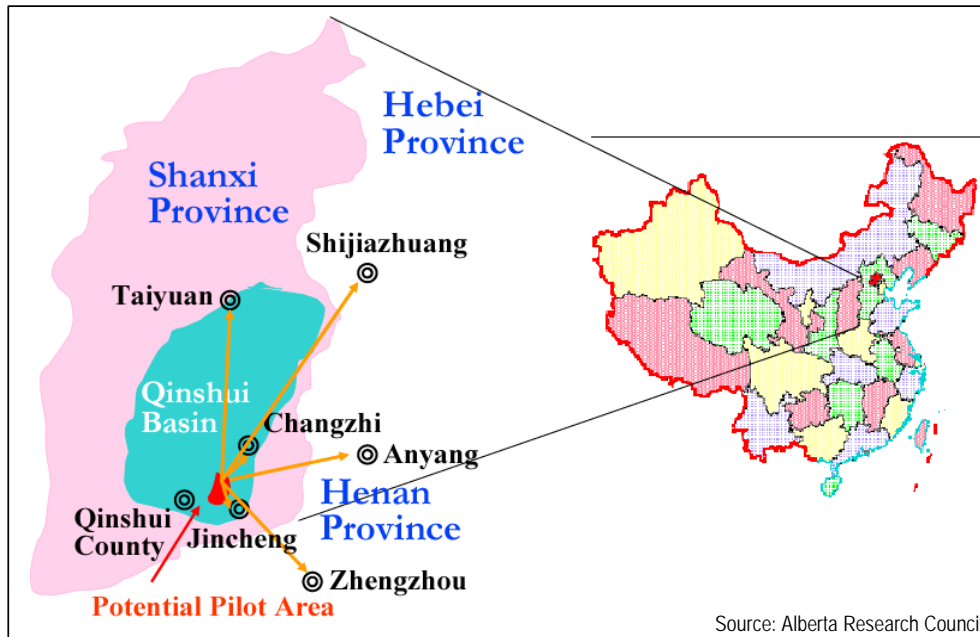 Hebei
Province
Shanxi
Province
Shijiazhuang
Taiyuan
Qinshui
Basin
Changzhi
Anyang
Henan
Province
Qinshui
County
Jincheng
Zhengzhou
Potential Pilot Area
Source: Alberta Research Counci